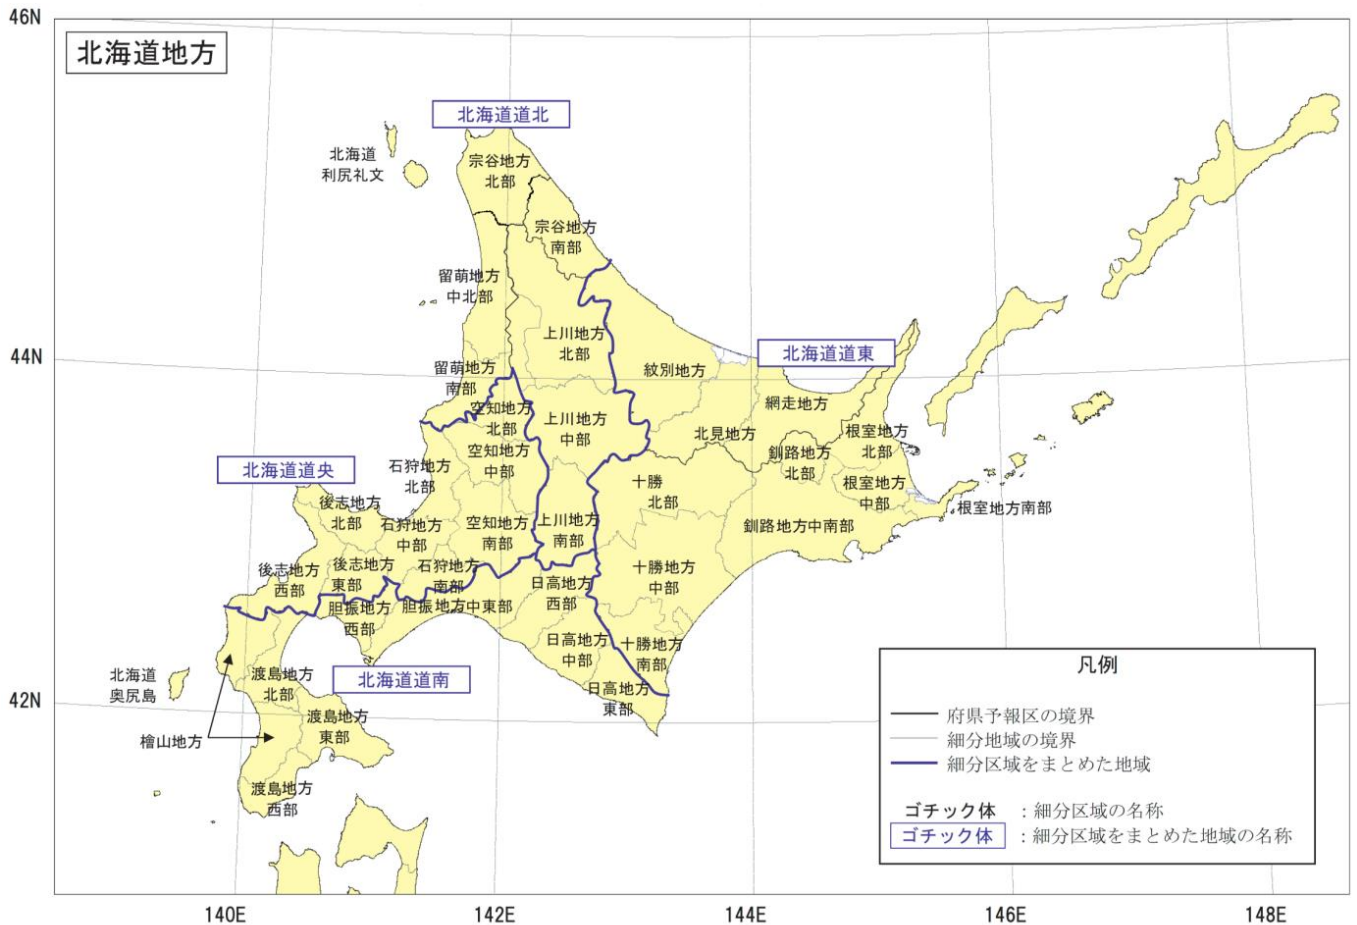 46N
北海道地方
北海道道北
北海道
利尻礼文
宗谷地方
北部
宗谷地方
南部
留萌地方
中北部
上川地方
北部
44N
北海道道東
留萌地方
南部
紋別地方
空知地方
北部
上川地方
中部
網走地方
北見地方
根室地方
北部
北海道道央
石狩地方
北部
空知地方
中部
釧路地方
北部
十勝
北部
根室地方
中部
根室地方南部
後志地方
北部
石狩地方
中部
空知地方
南部
上川地方
南部
釧路地方中南部
後志地方
西部
後志地方
東部
石狩地方
南部
十勝地方
中部
胆振地方
西部
胆振地方中東部
日高地方
西部
日高地方
中部
十勝地方
南部
日高地方
東部
北海道道南
北海道
奥尻島
渡島地方
北部
42N
渡島地方
東部
檜山地方
渡島地方
西部
凡例
府県予報区の境界
細分地域の境界
細分区域をまとめた地域
ゴチック体 ：細分区域の名称
ゴチック体 ：細分区域をまとめた地域の名称
140E 142E 144E 146E 148E